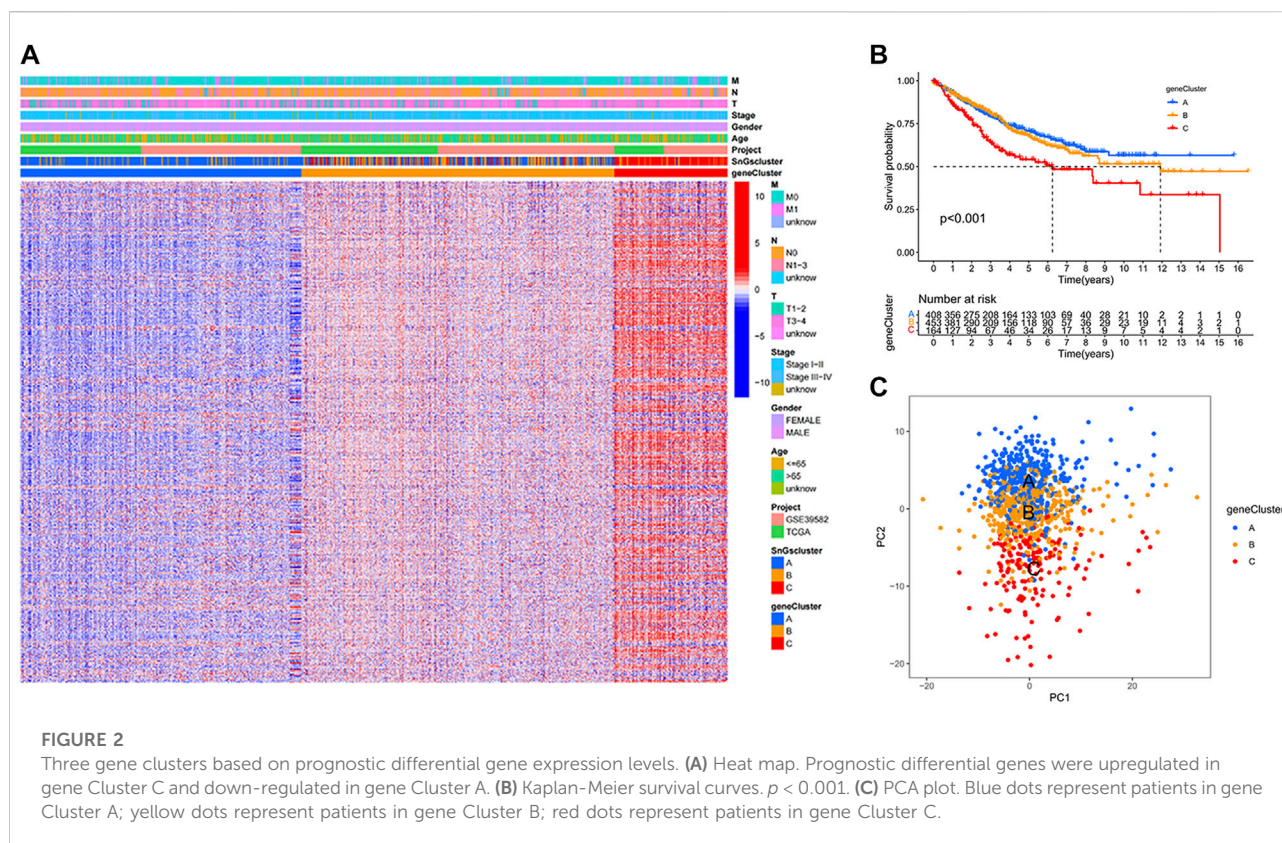 A
M
N
T
Stage
Gender
Age
Project
SnGscluster
geneCluster
10
5
0
−5
−10
M
M0
M1
unknow
N
N0
N1−3
unknow
T
T1−2
T3−4
unknow
Stage
Stage I−II
Stage III−IV
unknow
Gender
FEMALE
MALE
Age
<=65
>65
unknow
Project
GSE39582
TCGA
SnGscluster
A
B
C
geneCluster
A
B
C
B
geneCluster
A
B
C
Survival probability
1.00
0.75
0.50
0.25
0.00
p<0.001
0 1 2 3 4 5 6 7 8 9 10 11 12 13 14 15 16
Time(years)
Number at risk
geneCluster
A 408 356 275 208 164 133 103 69 40 28 21 10 2 2 1 1 0
B 453 381 290 209 156 118 90 57 36 29 23 19 11 4 3 2 1
C 164 127 94 67 46 34 26 17 13 9 7 5 4 4 2 1 0
0 1 2 3 4 5 6 7 8 9 10 11 12 13 14 15 16
Time(years)
C
PC2
10
0
−10
−20
A
B
C
−20 0 20
PC1
geneCluster
A
B
C
FIGURE 2
Three gene clusters based on prognostic differential gene expression levels. (A) Heat map. Prognostic differential genes were upregulated in
gene Cluster C and down-regulated in gene Cluster A. (B) Kaplan-Meier survival curves. p < 0.001. (C) PCA plot. Blue dots represent patients in gene
Cluster A; yellow dots represent patients in gene Cluster B; red dots represent patients in gene Cluster C.